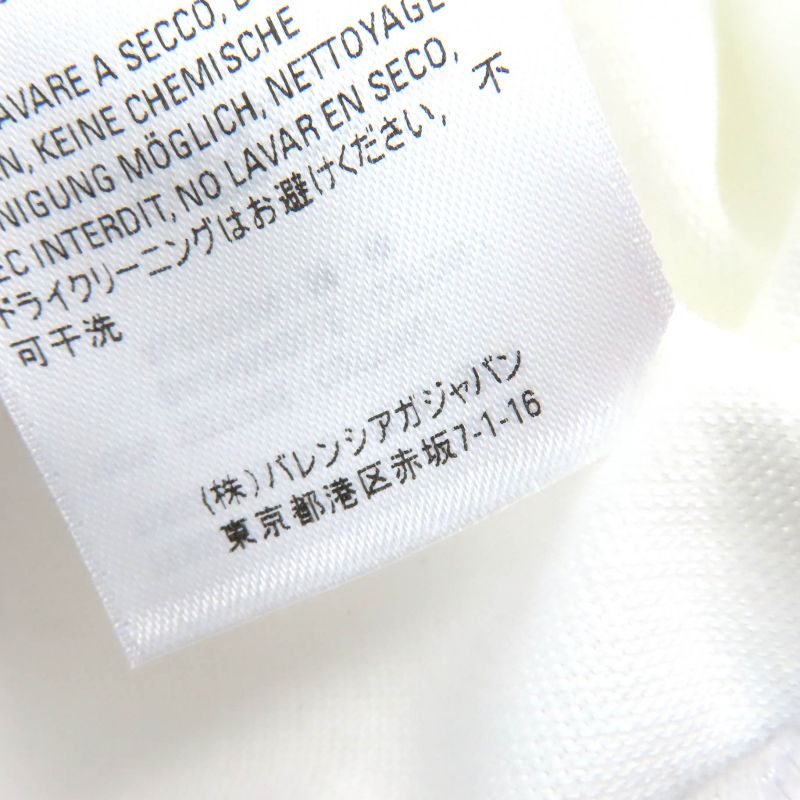 AVARE A SECCO, D
N, KEINE CHEMISCHE
NIGUNG MÖGLICH, NETTOYAGE
EC INTERDIT, NO LAVAR EN SECO,
ドライクリーニングはお避けください, 不
可干洗
(株)バレンシアガジャパン
東京都港区赤坂7-1-16